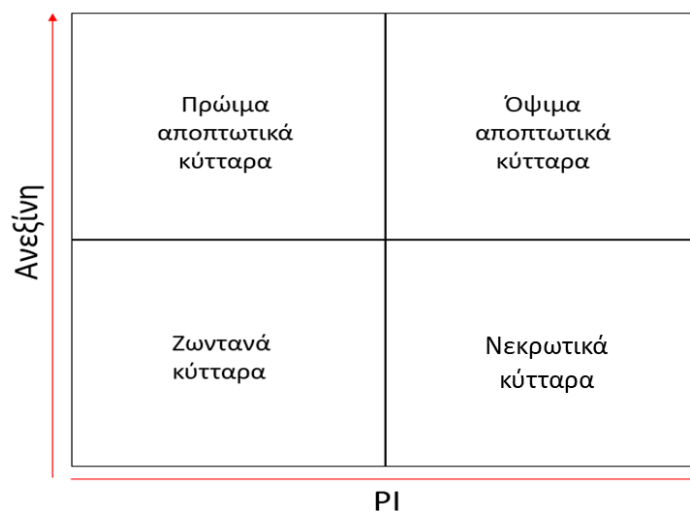 Πρώιμα
αποπτωτικά
κύτταρα
Όψιμα
αποπτωτικά
κύτταρα
Ανεξίνη
Ζωντανά
κύτταρα
Νεκρωτικά
κύτταρα
PI